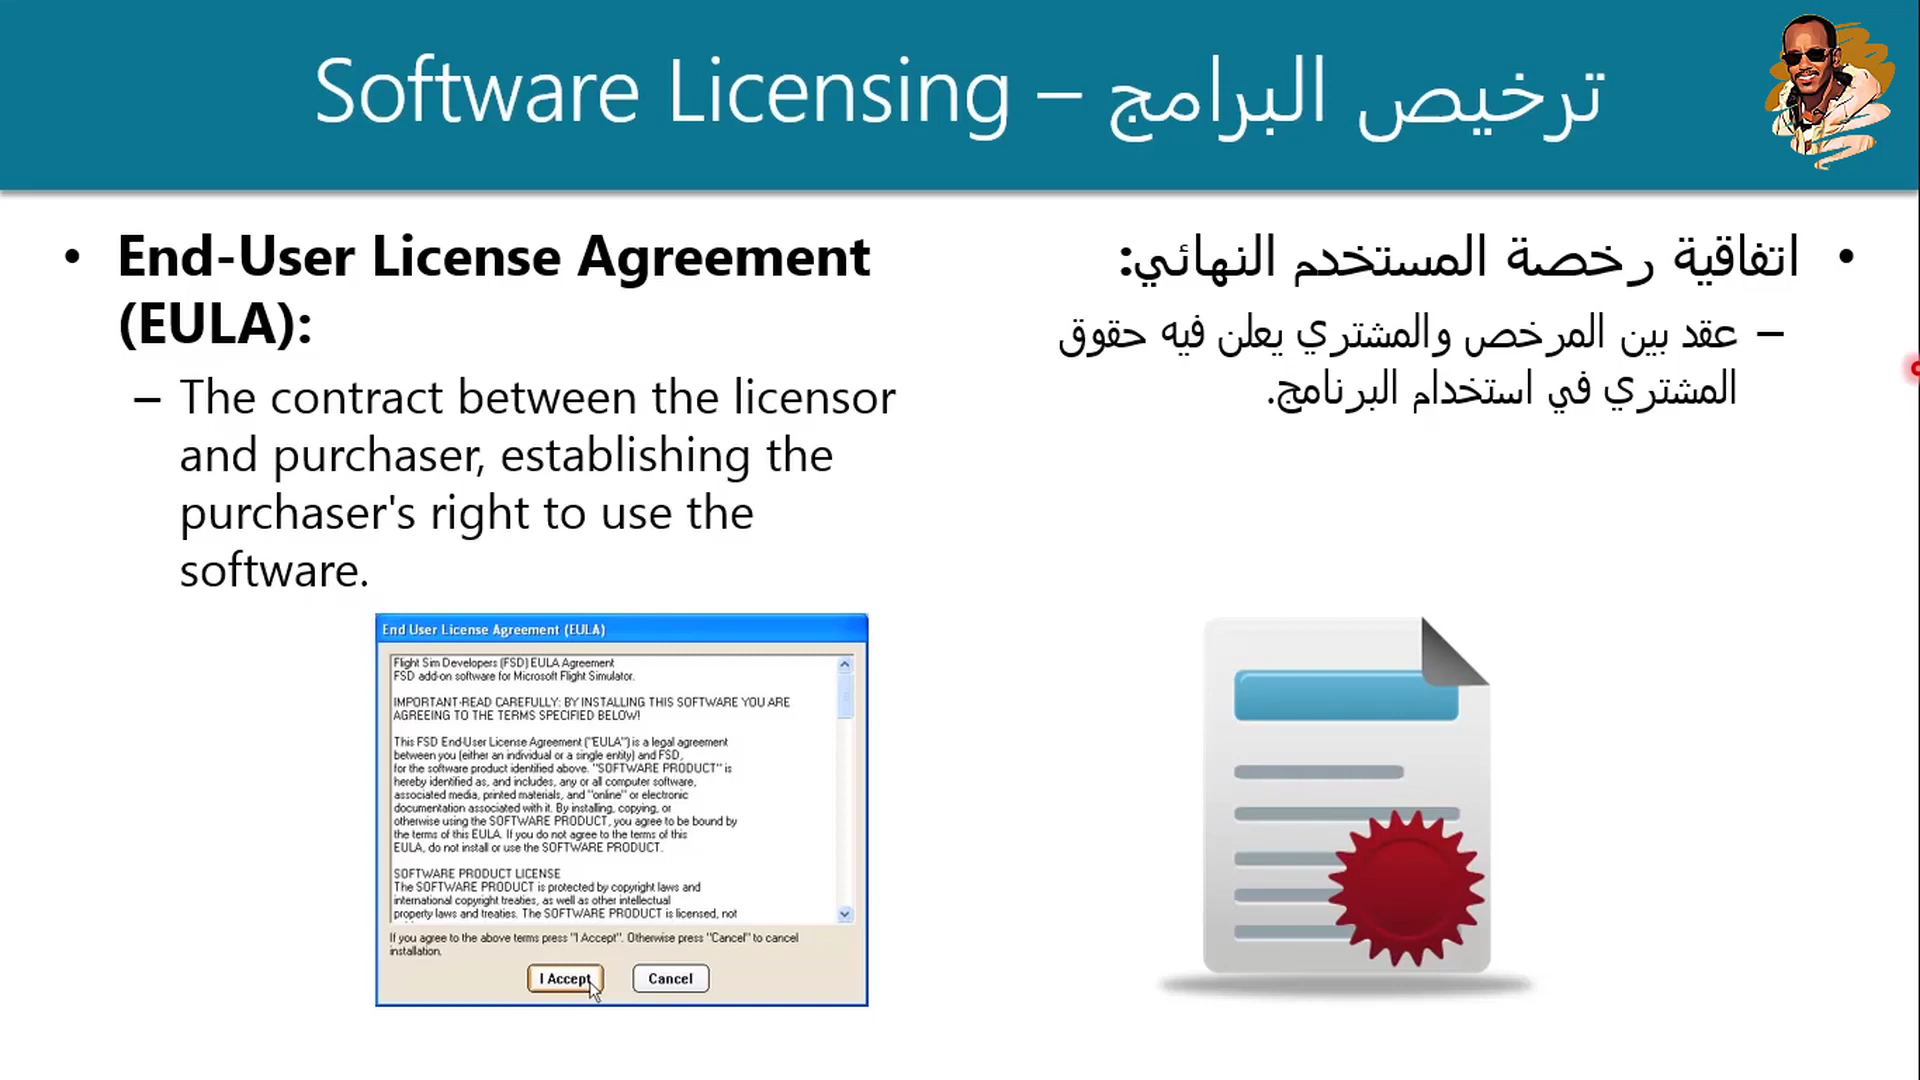 Software Licensing – ترخيص البرامج
• End-User License Agreement
(EULA):
– The contract between the licensor
and purchaser, establishing the
purchaser's right to use the
software.
• اتفاقية رخصة المستخدم النهائي:
– عقد بين المرخص والمشتري يعلن فيه حقوق
المشتري في استخدام البرنامج.
End User License Agreement (EULA)
Flight Sim Developers (FSD) EULA Agreement
FSD add-on software for Microsoft Flight Simulator.
IMPORTANT-READ CAREFULLY: BY INSTALLING THIS SOFTWARE YOU ARE
AGREEING TO THE TERMS SPECIFIED BELOW!
This FSD End-User License Agreement ("EULA") is a legal agreement
between you (either an individual or a single entity) and FSD,
for the software product identified above. "SOFTWARE PRODUCT" is
hereby identified as, and includes, any or all computer software,
associated media, printed materials, and "online" or electronic
documentation associated with it. By installing, copying, or
otherwise using the SOFTWARE PRODUCT, you agree to be bound by
the terms of this EULA. If you do not agree to the terms of this
EULA, do not install or use the SOFTWARE PRODUCT.
SOFTWARE PRODUCT LICENSE
The SOFTWARE PRODUCT is protected by copyright laws and
international copyright treaties, as well as other intellectual
property laws and treaties. The SOFTWARE PRODUCT is licensed, not
If you agree to the above terms press "I Accept". Otherwise press "Cancel" to cancel
installation.
I Accept
Cancel